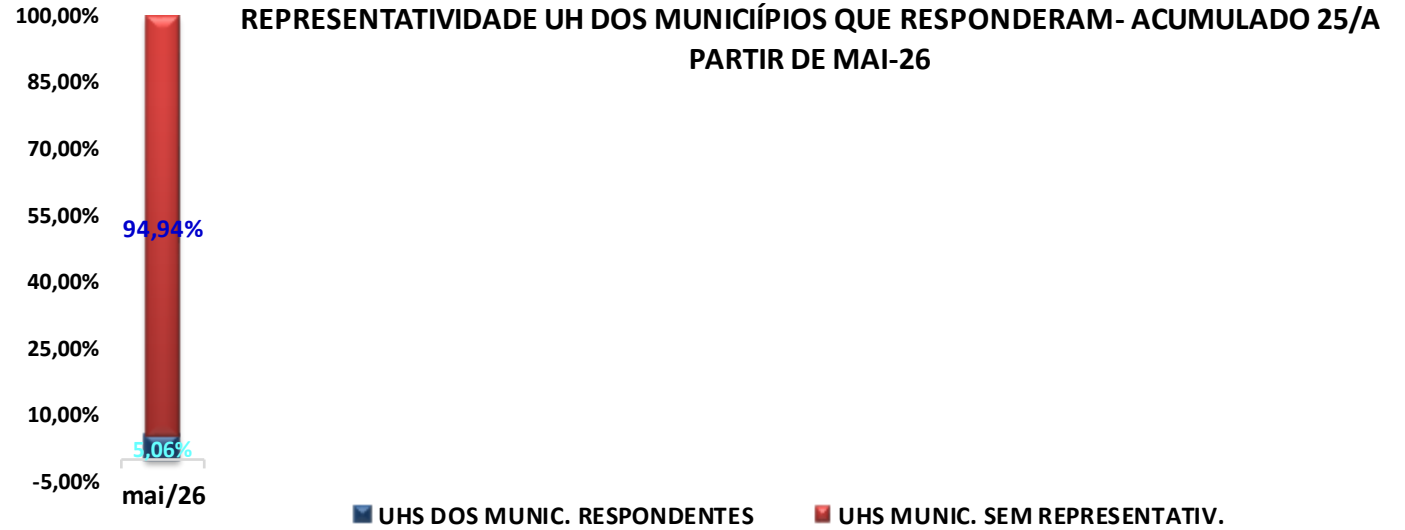 REPRESENTATIVIDADE UH DOS MUNICIÍPIOS QUE RESPONDERAM- ACUMULADO 25/A
PARTIR DE MAI-26
100,00%
85,00%
70,00%
55,00%
94,94%
40,00%
25,00%
10,00%
5,06%
-5,00%
mai/26
UHS DOS MUNIC. RESPONDENTES
UHS MUNIC. SEM REPRESENTATIV.